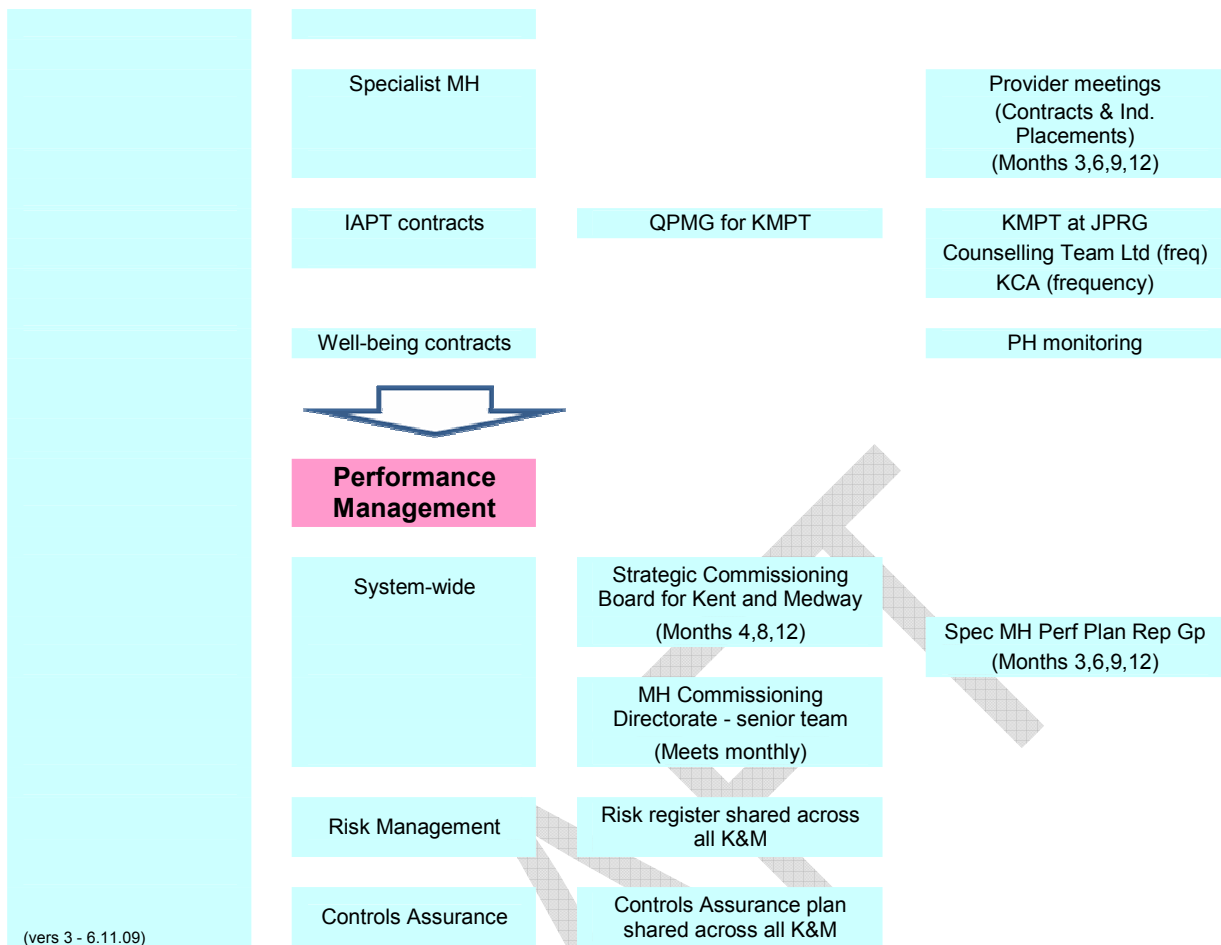 Specialist MH
Provider meetings
(Contracts & Ind.
Placements)
(Months 3,6,9,12)
IAPT contracts
QPMG for KMPT
KMPT at JPRG
Counselling Team Ltd (freq)
KCA (frequency)
Well-being contracts
PH monitoring
Performance
Management
System-wide
Strategic Commissioning
Board for Kent and Medway
(Months 4,8,12)
Spec MH Perf Plan Rep Gp
(Months 3,6,9,12)
MH Commissioning
Directorate - senior team
(Meets monthly)
Risk Management
Risk register shared across
all K&M
Controls Assurance
Controls Assurance plan
shared across all K&M
(vers 3 - 6.11.09)